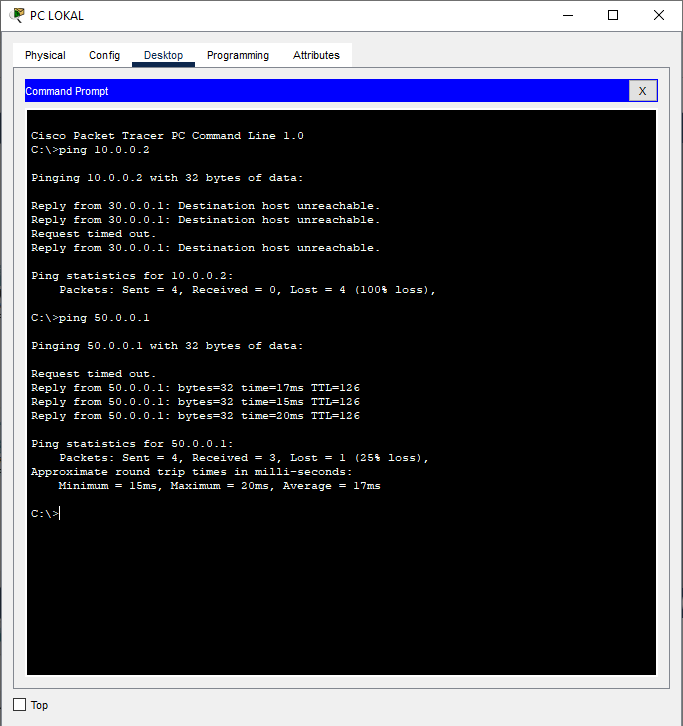 PC LOKAL
Physical Config Desktop Programming Attributes
Command Prompt
X
Cisco Packet Tracer PC Command Line 1.0
C:\>ping 10.0.0.2
Pinging 10.0.0.2 with 32 bytes of data:
Reply from 30.0.0.1: Destination host unreachable.
Reply from 30.0.0.1: Destination host unreachable.
Request timed out.
Reply from 30.0.0.1: Destination host unreachable.
Ping statistics for 10.0.0.2:
    Packets: Sent = 4, Received = 0, Lost = 4 (100% loss),
C:\>ping 50.0.0.1
Pinging 50.0.0.1 with 32 bytes of data:
Request timed out.
Reply from 50.0.0.1: bytes=32 time=17ms TTL=126
Reply from 50.0.0.1: bytes=32 time=15ms TTL=126
Reply from 50.0.0.1: bytes=32 time=20ms TTL=126
Ping statistics for 50.0.0.1:
    Packets: Sent = 4, Received = 3, Lost = 1 (25% loss),
Approximate round trip times in milli-seconds:
    Minimum = 15ms, Maximum = 20ms, Average = 17ms
C:\>
Top